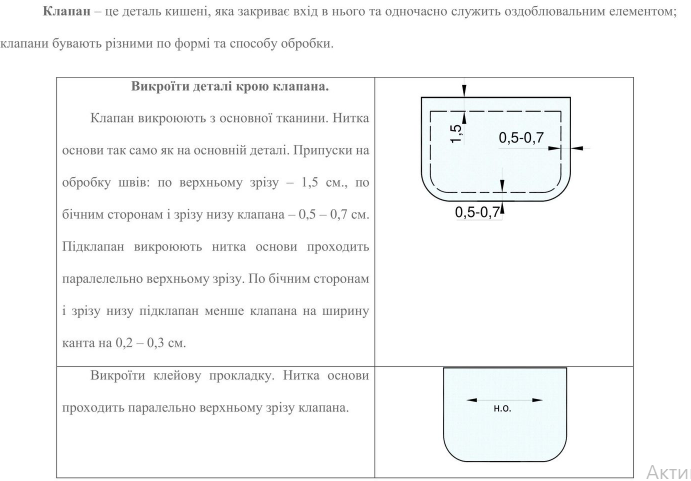 Клапан – це деталь кишені, яка закриває вхід в нього та одночасно служить оздоблювальним елементом;
клапани бувають різними по формі та способу обробки.
Викроїти деталі крою клапана.
Клапан викроюють з основної тканини. Нитка
основи так само як на основній деталі. Припуски на
обробку швів: по верхньому зрізу – 1,5 см., по
бічним сторонам і зрізу низу клапана – 0,5 – 0,7 см.
Підклапан викроюють нитка основи проходить
паралелельно верхньому зрізу. По бічним сторонам
і зрізу низу підклапан менше клапана на ширину
канта на 0,2 – 0,3 см.
1,5
0,5-0,7
0,5-0,7
Викроїти клейову прокладку. Нитка основи
проходить паралельно верхньому зрізу клапана.
н.о.
Акти